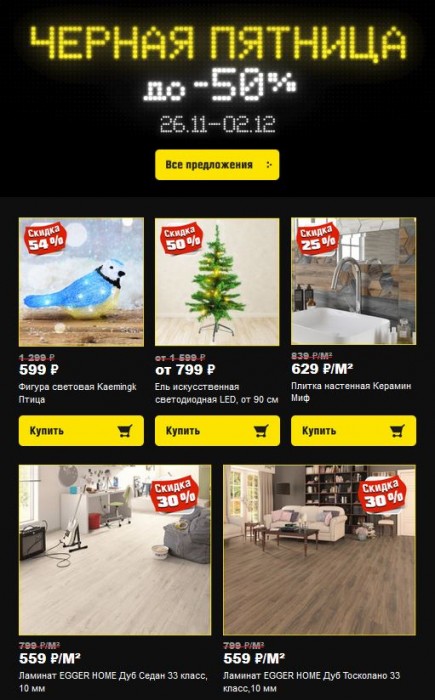 ЧЕРНАЯ ПЯТНИЦА
до -50%
26.11-02.12
Все предложения
Скидка
54%
Скидка
50%
Скидка
25%
1 299 ₽
599 ₽
Фигура световая Kaemingk
Птица
Купить
от 1 599 ₽
от 799 ₽
Ель искусственная
светодиодная LED, от 90 см
Купить
839 ₽/М²
629 ₽/М²
Плитка настенная Керамин
Миф
Купить
Скидка
30%
Скидка
30%
799 ₽/М²
559 ₽/М²
Ламинат EGGER HOME Дуб Седан 33 класс,
10 мм
799 ₽/М²
559 ₽/М²
Ламинат EGGER HOME Дуб Тосколано 33
класс,10 мм